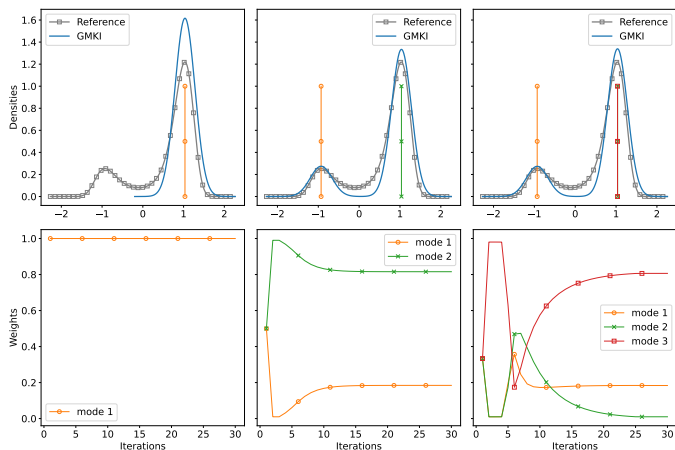 Densities
1.6
1.4
1.2
1.0
0.8
0.6
0.4
0.2
0.0
Reference
GMKI
−2 −1 0 1 2
Reference
GMKI
−2 −1 0 1 2
Reference
GMKI
−2 −1 0 1 2
Weights
1.0
0.8
0.6
0.4
0.2
0.0
mode 1
0 5 10 15 20 25 30
Iterations
mode 1
mode 2
0 5 10 15 20 25 30
Iterations
mode 1
mode 2
mode 3
0 5 10 15 20 25 30
Iterations